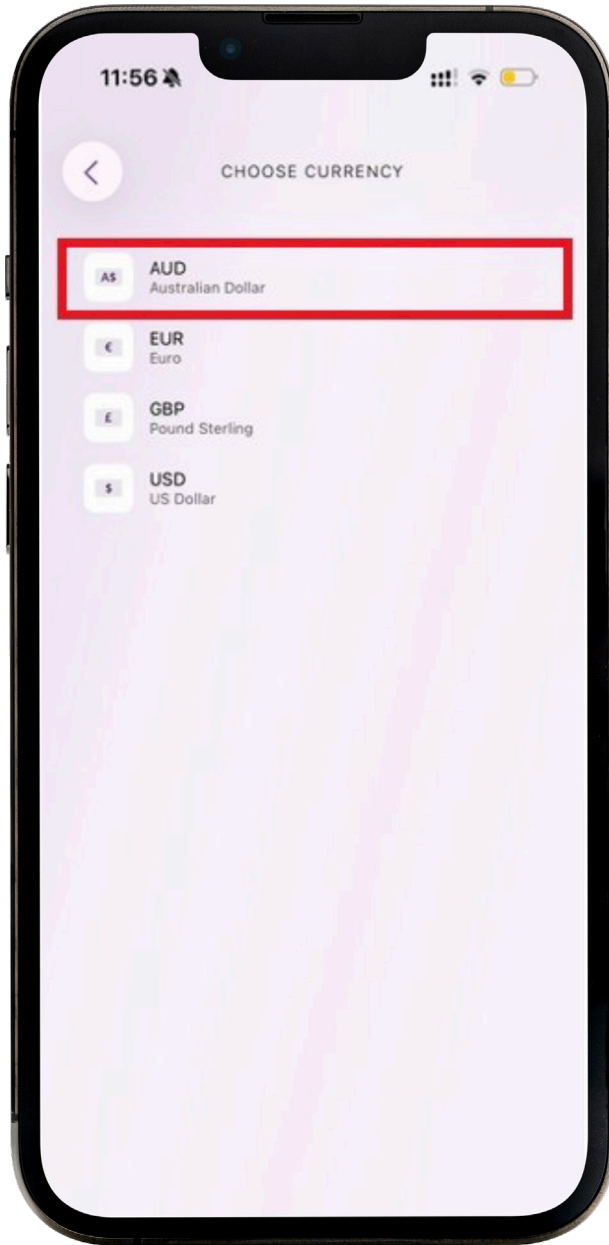 11:56
CHOOSE CURRENCY
A$
AUD
Australian Dollar
€
EUR
Euro
£
GBP
Pound Sterling
$
USD
US Dollar